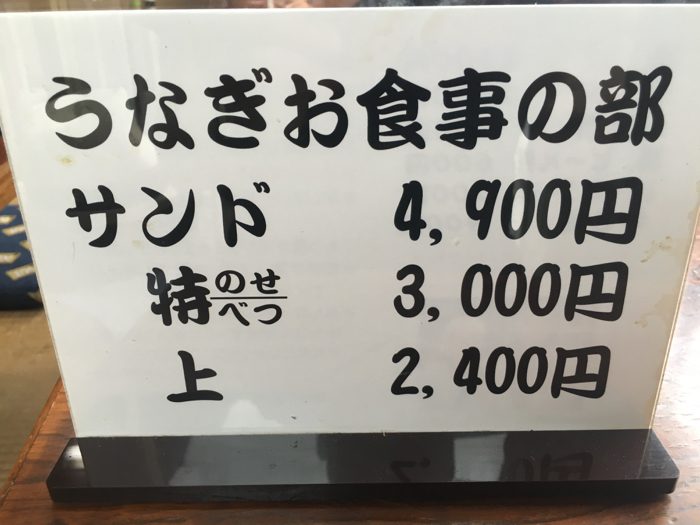 うなぎお食事の部
サンド 4,900円
特 のせ/べつ 3,000円
上 2,400円